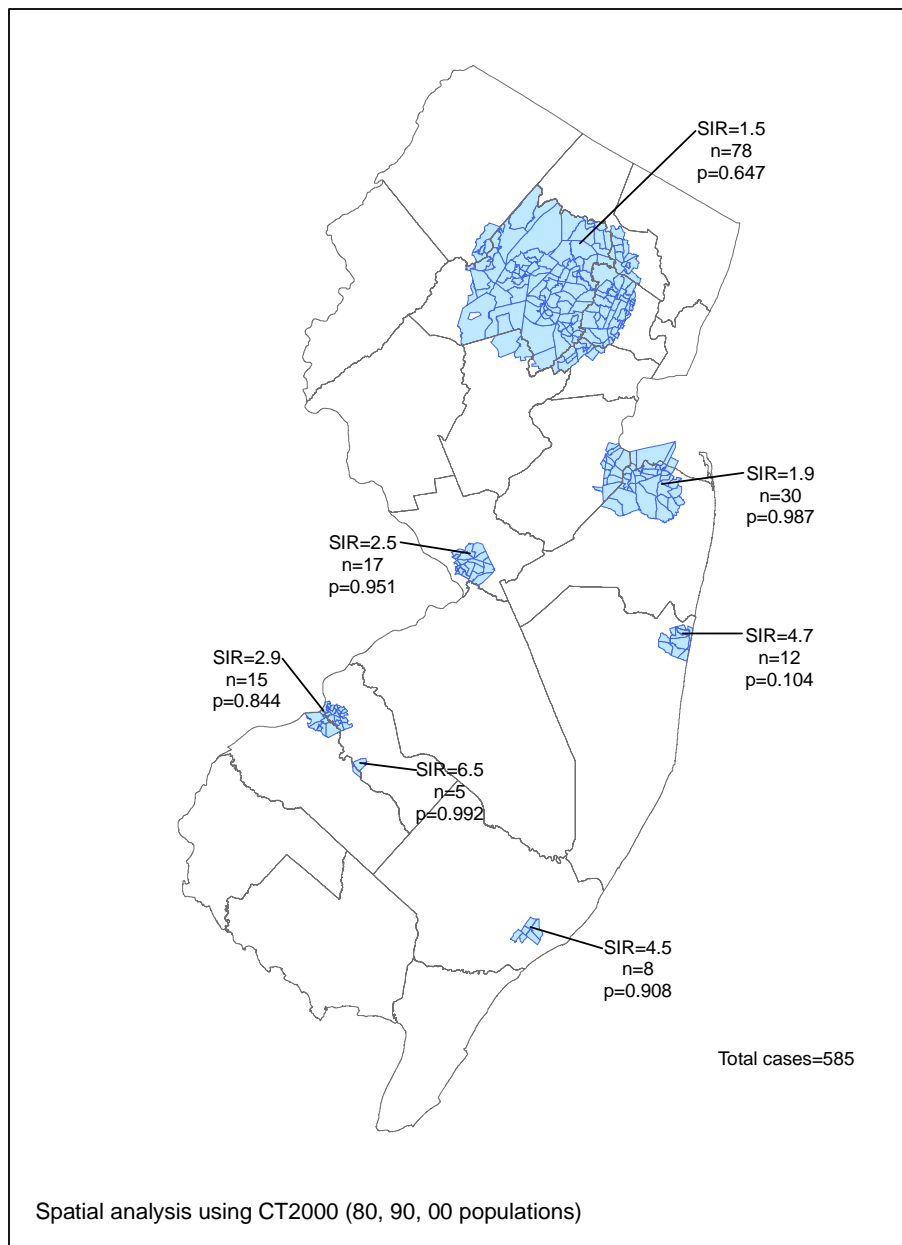 SIR=1.5
n=78
p=0.647
SIR=1.9
n=30
p=0.987
SIR=2.5
n=17
p=0.951
SIR=4.7
n=12
p=0.104
SIR=2.9
n=15
p=0.844
SIR=6.5
n=5
p=0.992
SIR=4.5
n=8
p=0.908
Total cases=585
Spatial analysis using CT2000 (80, 90, 00 populations)